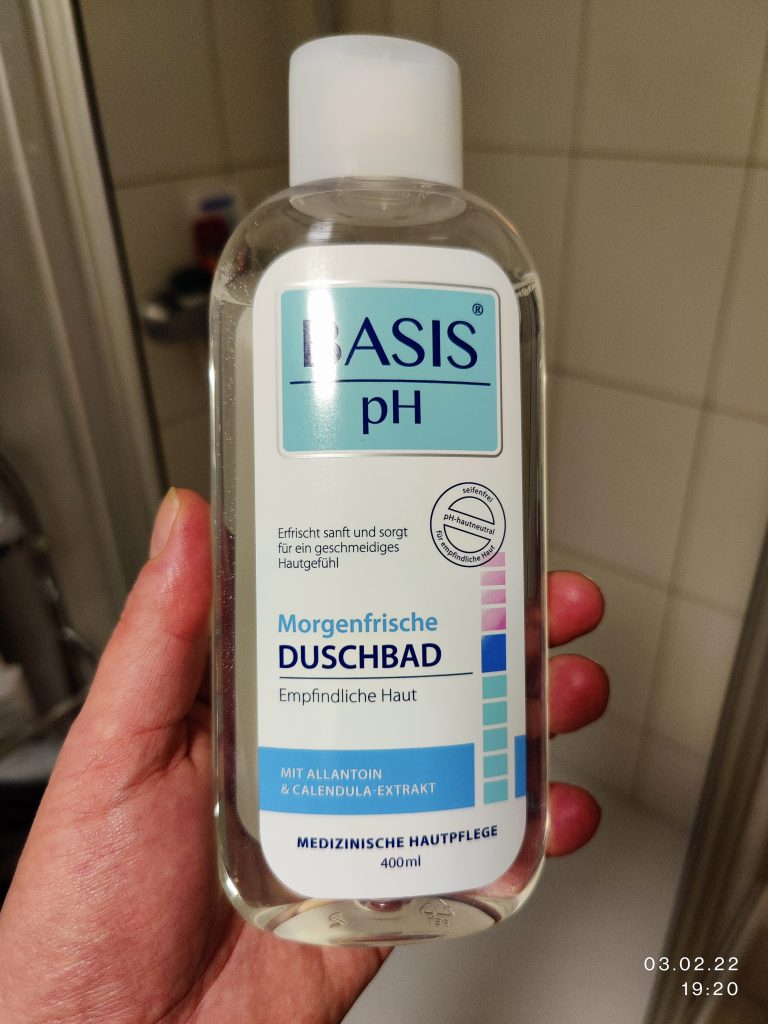 BASIS®
pH
seifenfrei
pH-hautneutral
für empfindliche Haut
Erfrischt sanft und sorgt
für ein geschmeidiges
Hautgefühl
Morgenfrische
DUSCHBAD
Empfindliche Haut
MIT ALLANTOIN
& CALENDULA-EXTRAKT
MEDIZINISCHE HAUTPFLEGE
400ml
03.02.22
19:20